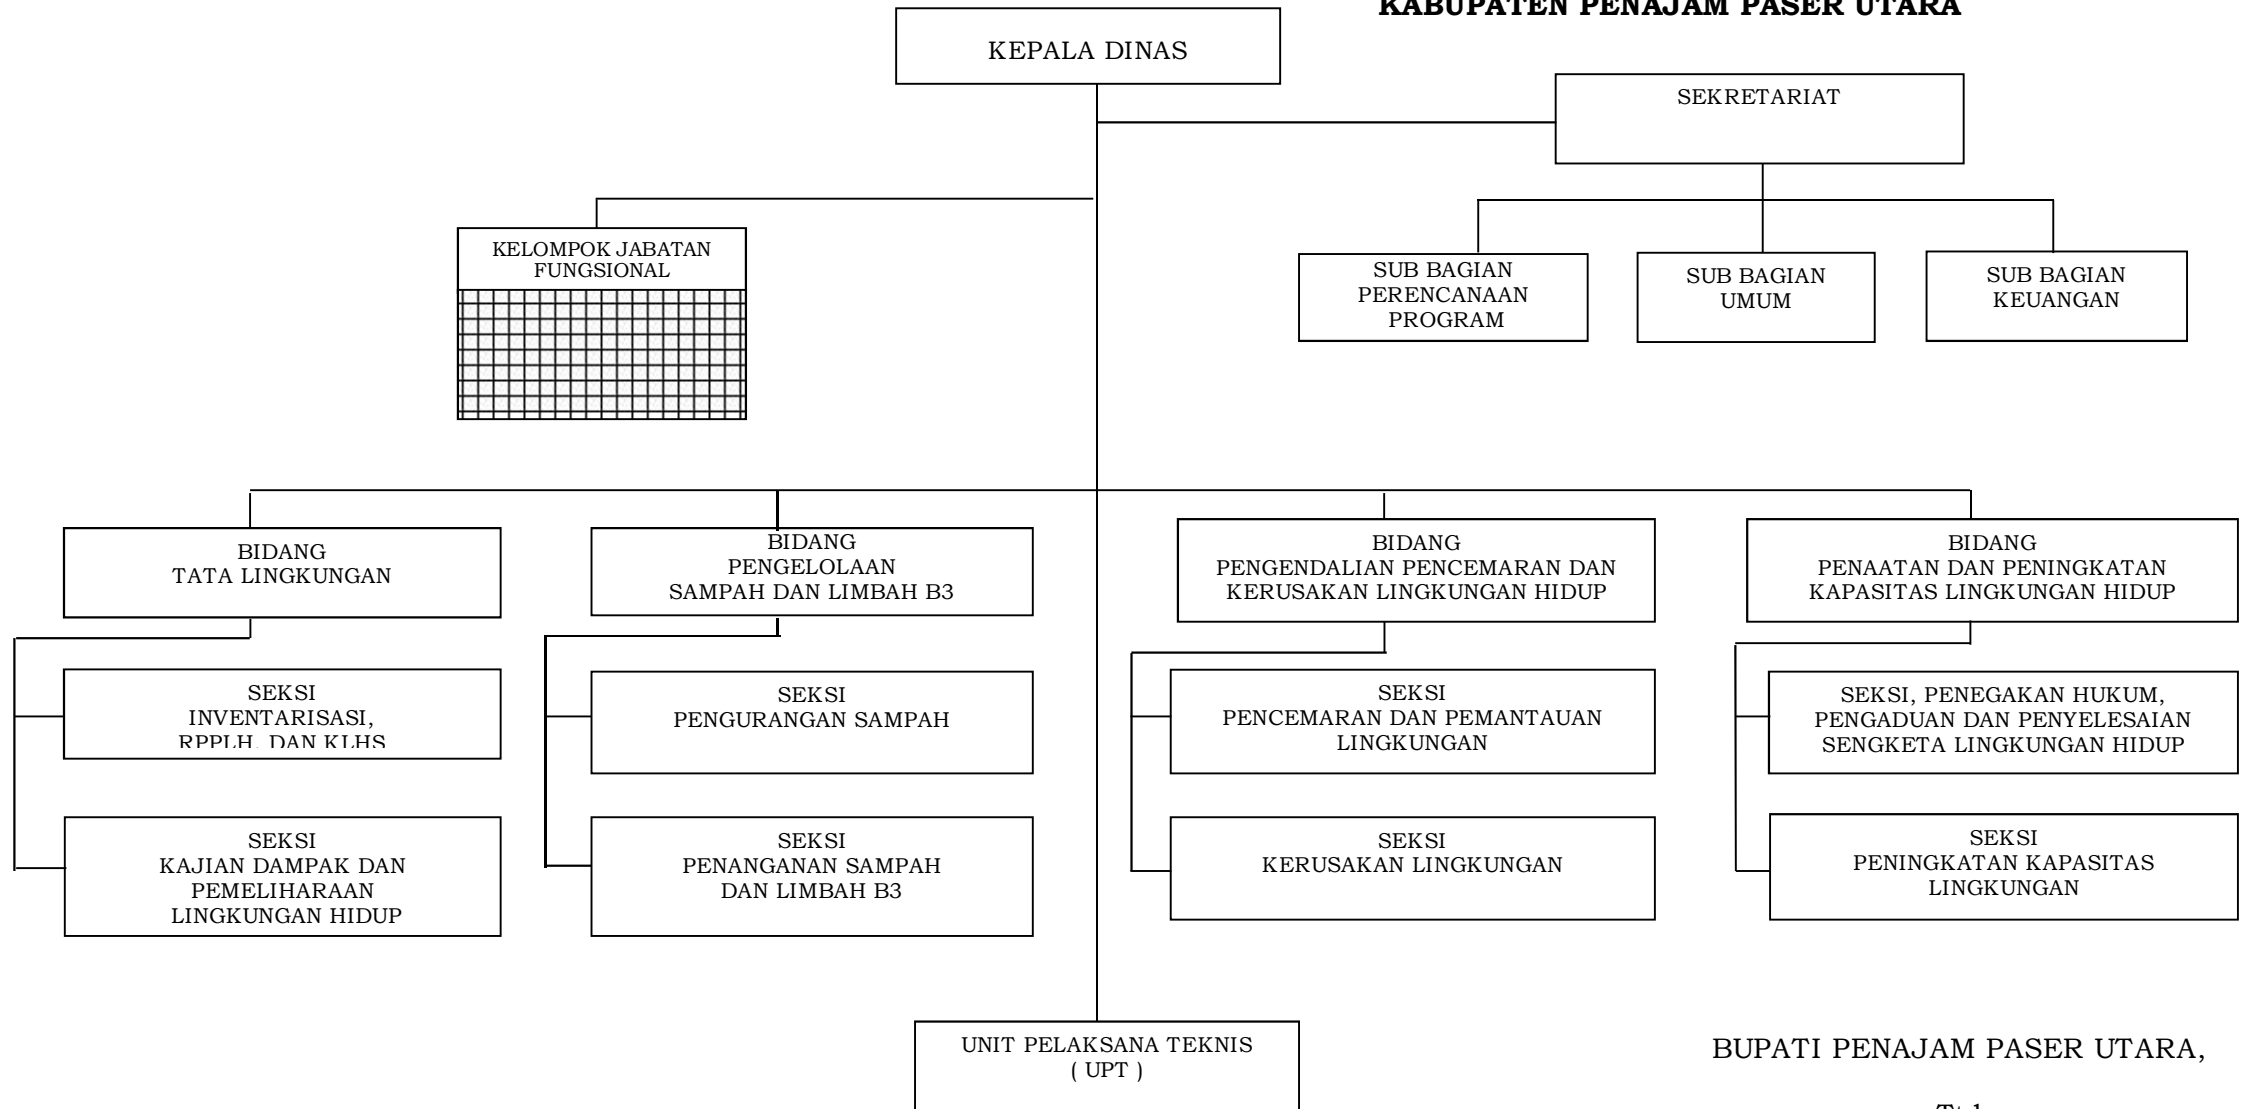 KABUPATEN PENAJAM PASER UTARA
KEPALA DINAS
SEKRETARIAT
KELOMPOK JABATAN
FUNGSIONAL
SUB BAGIAN
PERENCANAAN
PROGRAM
SUB BAGIAN
UMUM
SUB BAGIAN
KEUANGAN
BIDANG
TATA LINGKUNGAN
BIDANG
PENGELOLAAN
SAMPAH DAN LIMBAH B3
BIDANG
PENGENDALIAN PENCEMARAN DAN
KERUSAKAN LINGKUNGAN HIDUP
BIDANG
PENAATAN DAN PENINGKATAN
KAPASITAS LINGKUNGAN HIDUP
SEKSI
INVENTARISASI,
RPPLH, DAN KLHS
SEKSI
PENGURANGAN SAMPAH
SEKSI
PENCEMARAN DAN PEMANTAUAN
LINGKUNGAN
SEKSI, PENEGAKAN HUKUM,
PENGADUAN DAN PENYELESAIAN
SENGKETA LINGKUNGAN HIDUP
SEKSI
KAJIAN DAMPAK DAN
PEMELIHARAAN
LINGKUNGAN HIDUP
SEKSI
PENANGANAN SAMPAH
DAN LIMBAH B3
SEKSI
KERUSAKAN LINGKUNGAN
SEKSI
PENINGKATAN KAPASITAS
LINGKUNGAN
UNIT PELAKSANA TEKNIS
( UPT )
BUPATI PENAJAM PASER UTARA,